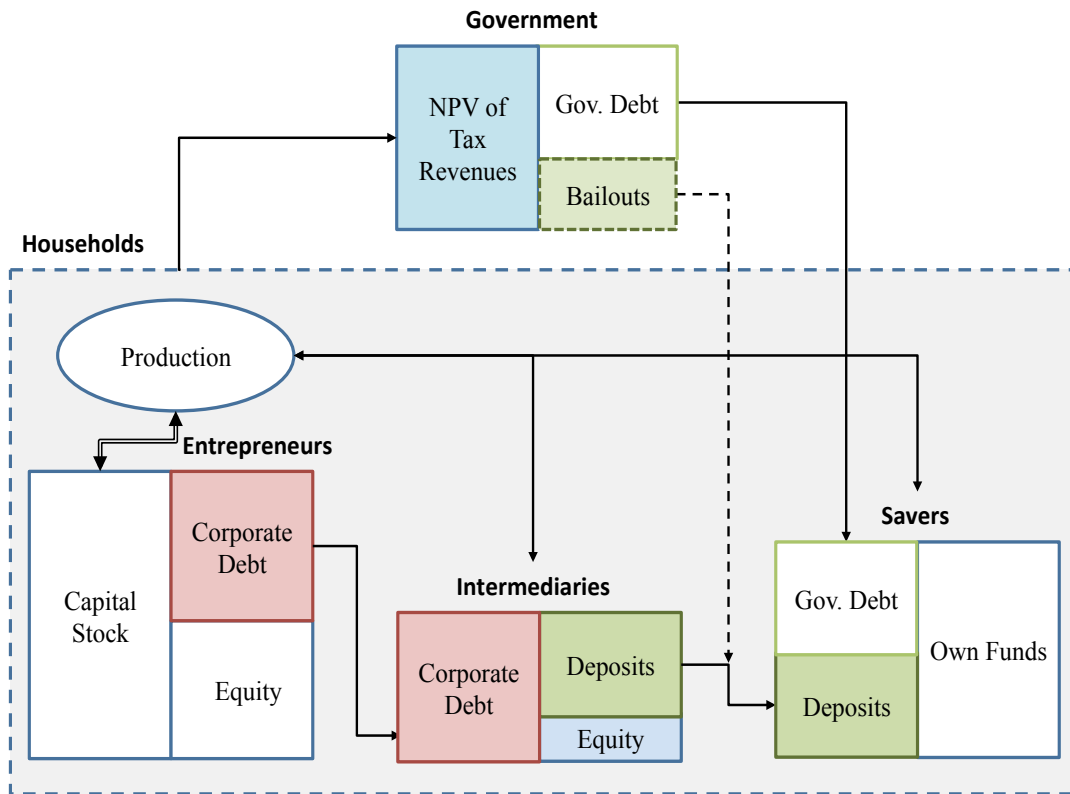 Government
NPV of
Tax
Revenues
Gov. Debt
Bailouts
Households
Production
Entrepreneurs
Capital
Stock
Corporate
Debt
Equity
Intermediaries
Corporate
Debt
Deposits
Equity
Savers
Gov. Debt
Deposits
Own Funds